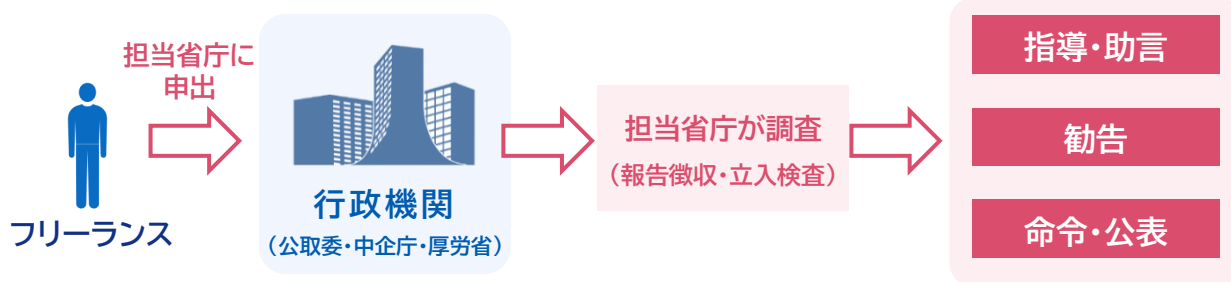 担当省庁に
申出
フリーランス
行政機関
（公取委・中企庁・厚労省）
担当省庁が調査
（報告徴収・立入検査）
指導・助言
勧告
命令・公表